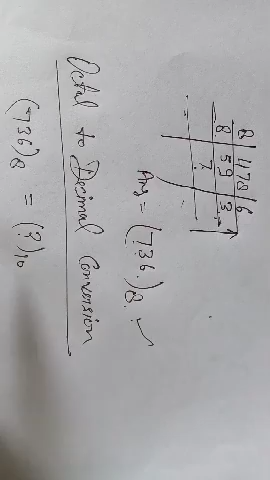 8 478 6
8 59 3
7
Ans = (736)8.
Octal to Decimal Conversion
(736)8 = (?)10